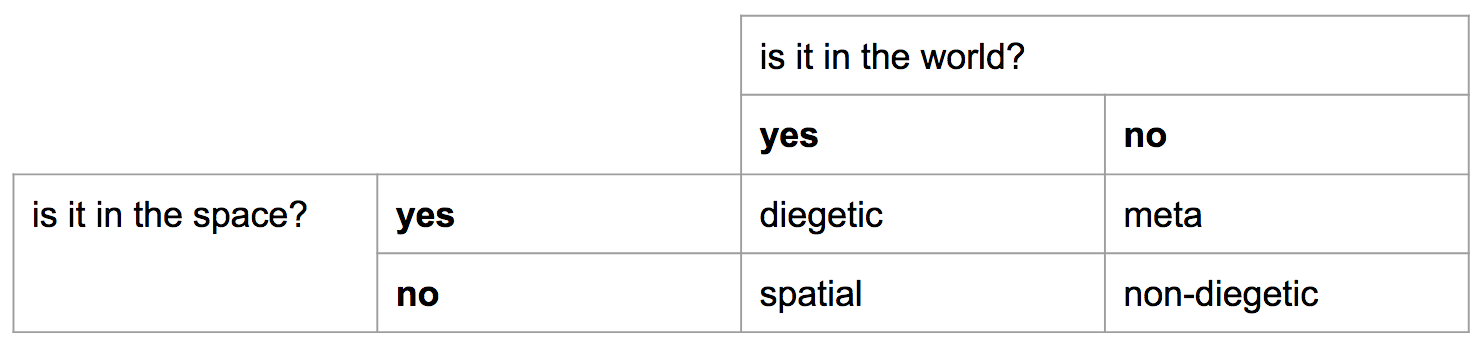 is it in the world?
yes
no
is it in the space?
yes
diegetic
meta
no
spatial
non-diegetic